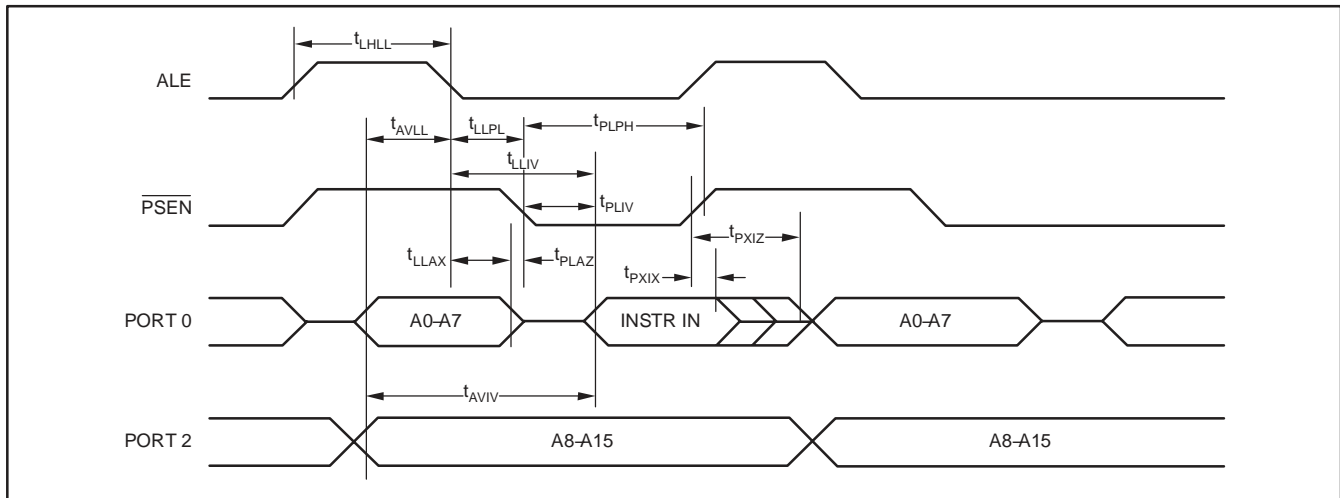 tLHLL
ALE
tAVLL tLLPL tPLPH
tLLIV
PSEN
tPLIV
tPXIZ
tLLAX tPLAZ
tPXIX
PORT 0 A0–A7 INSTR IN A0–A7
tAVIV
PORT 2 A8–A15 A8–A15